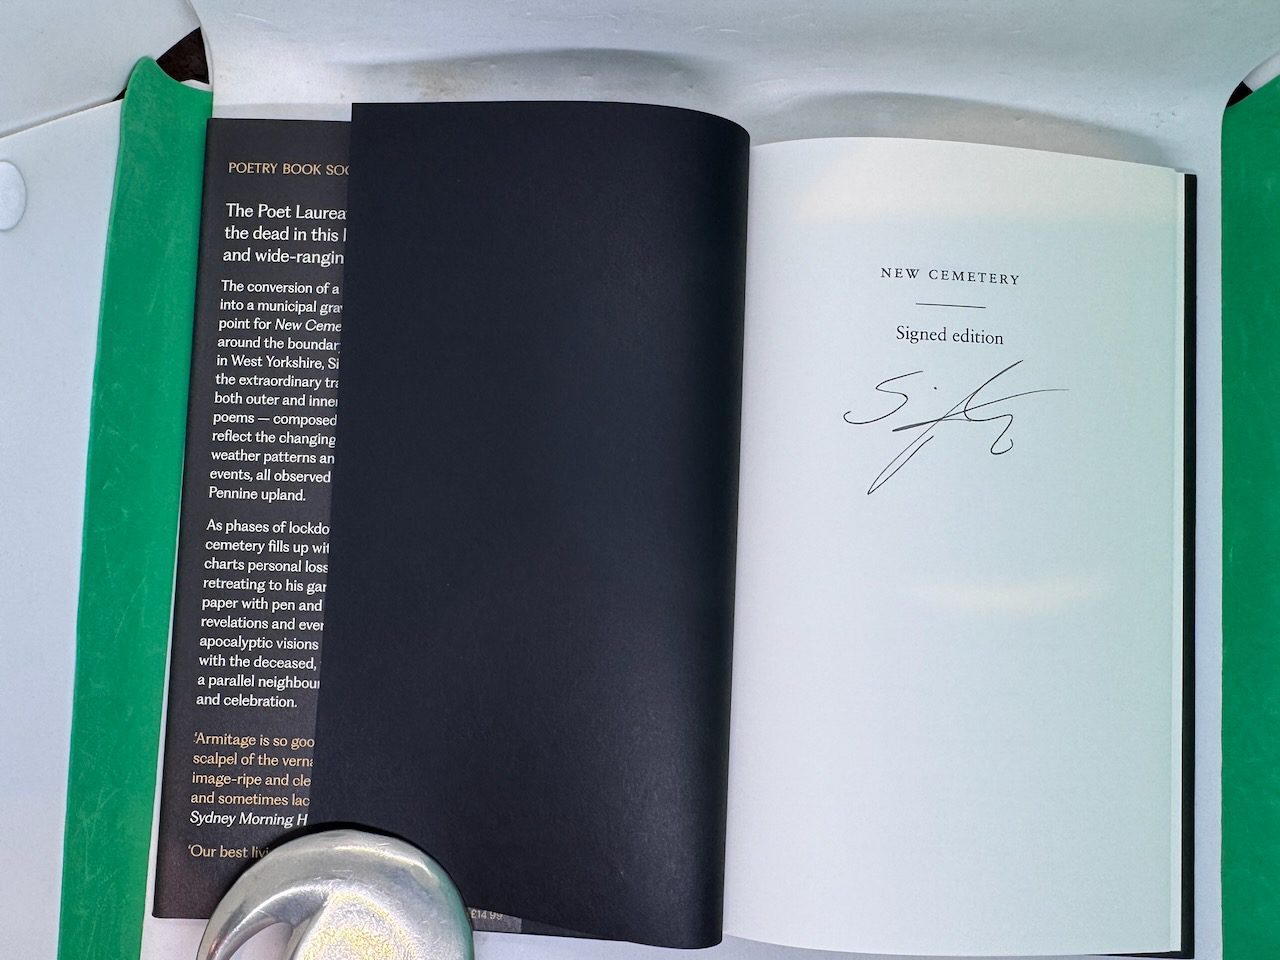 POETRY BOOK SOC
The Poet Laurea
the dead in this
and wide-rangin
The conversion of a
into a municipal gra
point for New Ceme
around the boundar
in West Yorkshire, Si
the extraordinary tra
both outer and inner
poems — composed
reflect the changing
weather patterns an
events, all observed
Pennine upland.
As phases of lockdo
cemetery fills up wit
charts personal loss
retreating to his gar
paper with pen and
revelations and ever
apocalyptic visions
with the deceased,
a parallel neighbour
and celebration.
‘Armitage is so goo
scalpel of the verna
image-ripe and cle
and sometimes lac
Sydney Morning H
‘Our best livi
£14.99
NEW CEMETERY
Signed edition